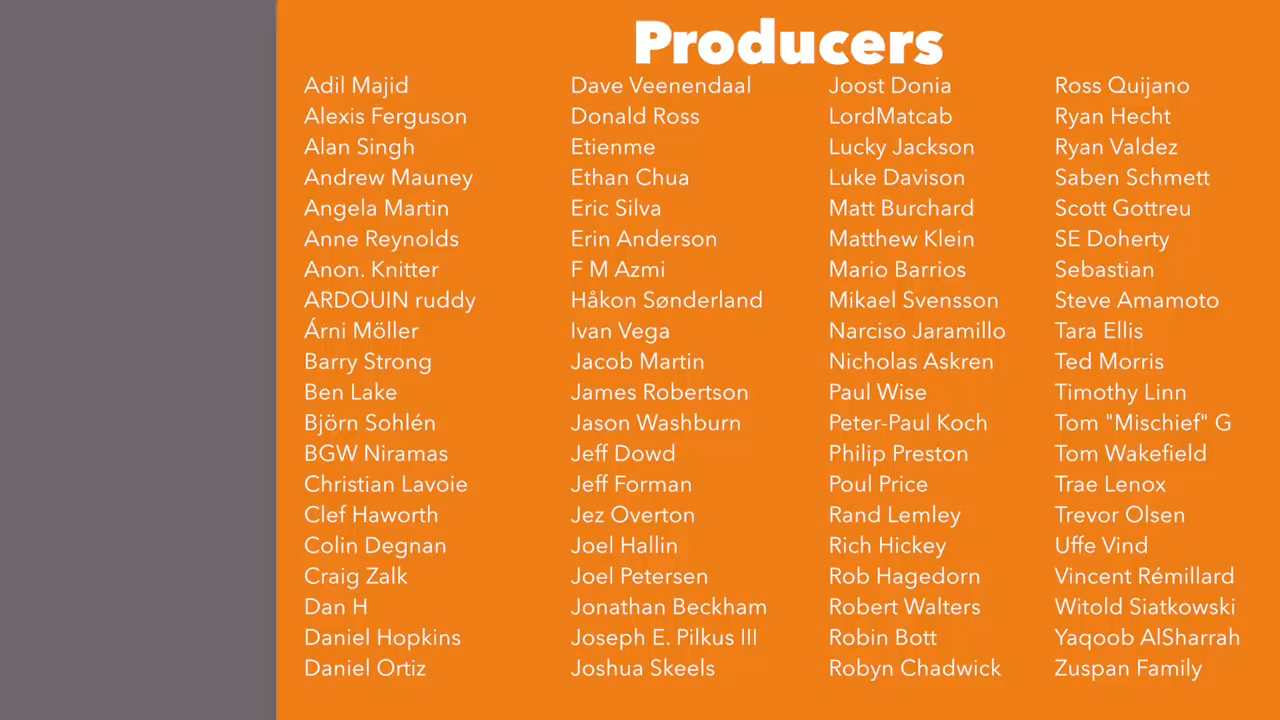 Producers
Adil Majid
Alexis Ferguson
Alan Singh
Andrew Mauney
Angela Martin
Anne Reynolds
Anon. Knitter
ARDOUIN ruddy
Árni Möller
Barry Strong
Ben Lake
Björn Sohlén
BGW Niramas
Christian Lavoie
Clef Haworth
Colin Degnan
Craig Zalk
Dan H
Daniel Hopkins
Daniel Ortiz
Dave Veenendaal
Donald Ross
Etienme
Ethan Chua
Eric Silva
Erin Anderson
F M Azmi
Håkon Sønderland
Ivan Vega
Jacob Martin
James Robertson
Jason Washburn
Jeff Dowd
Jeff Forman
Jez Overton
Joel Hallin
Joel Petersen
Jonathan Beckham
Joseph E. Pilkus III
Joshua Skeels
Joost Donia
LordMatcab
Lucky Jackson
Luke Davison
Matt Burchard
Matthew Klein
Mario Barrios
Mikael Svensson
Narciso Jaramillo
Nicholas Askren
Paul Wise
Peter-Paul Koch
Philip Preston
Poul Price
Rand Lemley
Rich Hickey
Rob Hagedorn
Robert Walters
Robin Bott
Robyn Chadwick
Ross Quijano
Ryan Hecht
Ryan Valdez
Saben Schmett
Scott Gottreu
SE Doherty
Sebastian
Steve Amamoto
Tara Ellis
Ted Morris
Timothy Linn
Tom "Mischief" G
Tom Wakefield
Trae Lenox
Trevor Olsen
Uffe Vind
Vincent Rémillard
Witold Siatkowski
Yaqoob AlSharrah
Zuspan Family